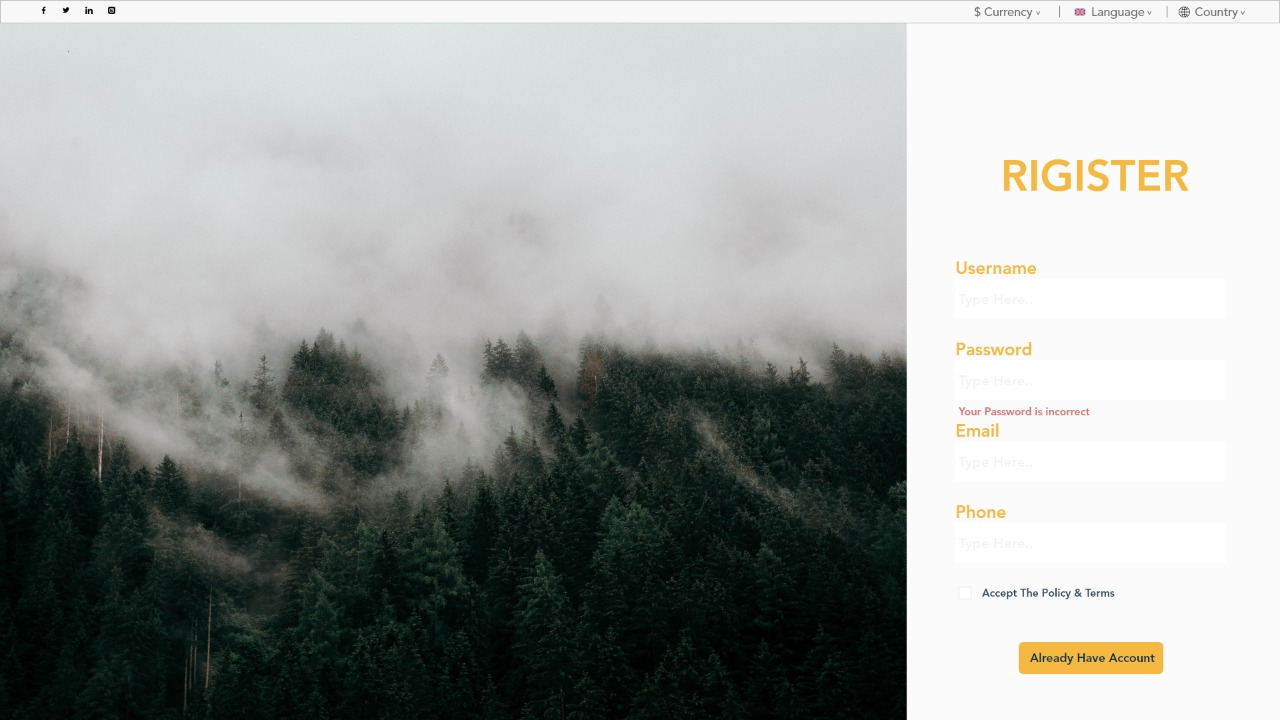 $ Currency
Language
Country
RIGISTER
Username
Type Here..
Password
Type Here..
Your Password is incorrect
Email
Type Here..
Phone
Type Here..
Accept The Policy & Terms
Already Have Account